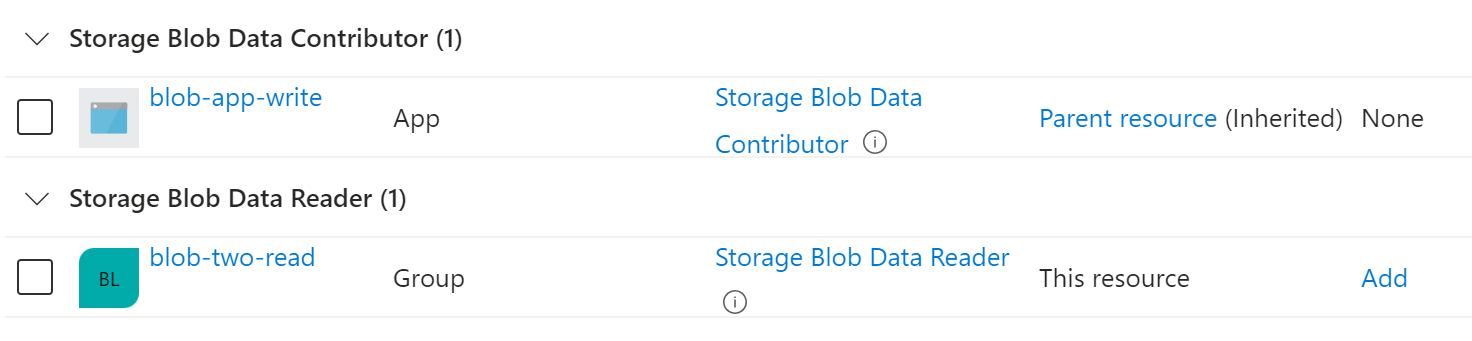 Storage Blob Data Contributor (1)
blob-app-write App Storage Blob Data Contributor Parent resource (Inherited) None
Storage Blob Data Reader (1)
BL blob-two-read Group Storage Blob Data Reader This resource Add